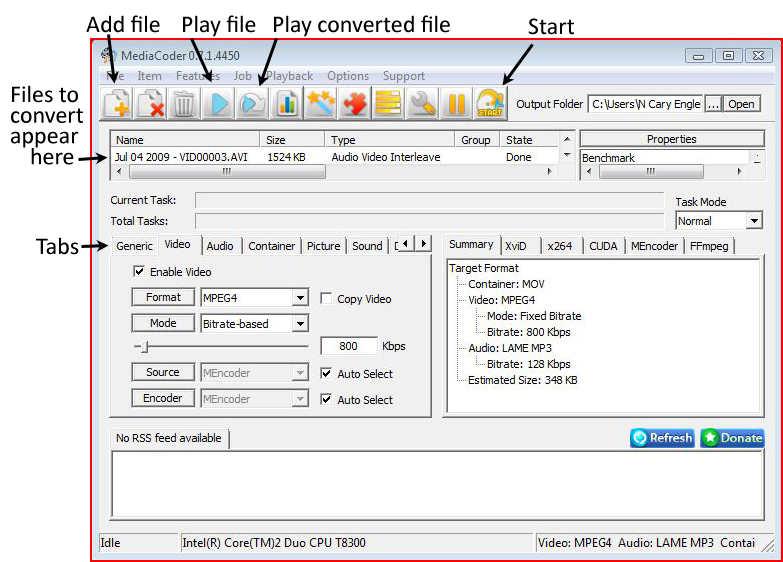 Add file Play file Play converted file Start
MediaCoder 0.7.1.4450
File Item Features Job Playback Options Support
START Output Folder C:\Users\N Cary Engle ... Open
Files to
convert
appear
here
Name Size Type Group State Properties
Jul 04 2009 - VID00003.AVI 1524 KB Audio Video Interleave Done Benchmark
Current Task: Task Mode
Total Tasks: Normal
Tabs
Generic Video Audio Container Picture Sound Summary XviD x264 CUDA MEncoder FFmpeg
Enable Video
Format MPEG4 Copy Video
Mode Bitrate-based
800 Kbps
Source MEncoder Auto Select
Encoder MEncoder Auto Select
Target Format
Container: MOV
Video: MPEG4
Mode: Fixed Bitrate
Bitrate: 800 Kbps
Audio: LAME MP3
Bitrate: 128 Kbps
Estimated Size: 348 KB
No RSS feed available Refresh Donate
Idle Intel(R) Core(TM)2 Duo CPU T8300 Video: MPEG4 Audio: LAME MP3 Contai